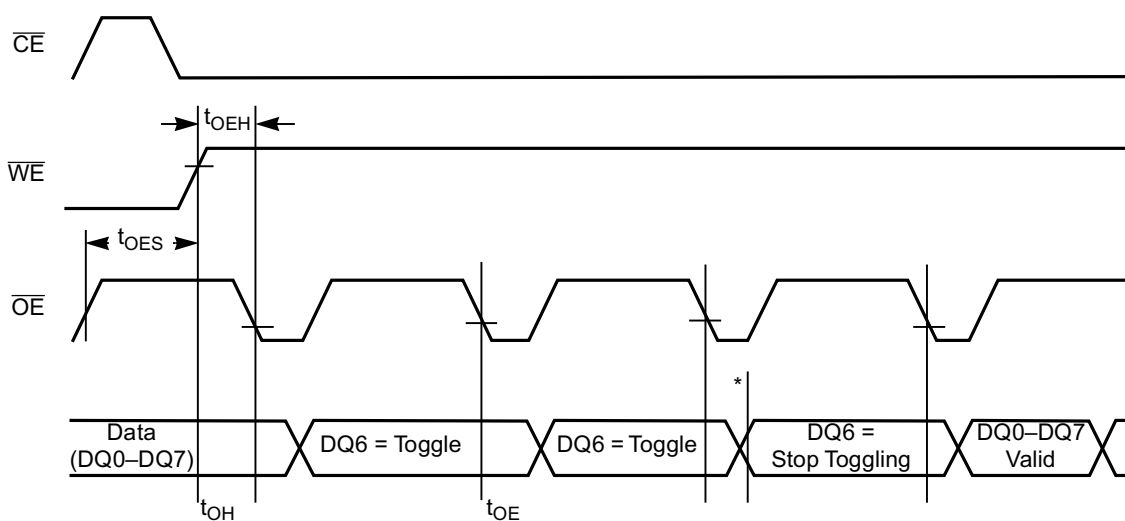 CE
tOEH
WE
tOES
OE
*
Data
(DQ0–DQ7)
DQ6 = Toggle
DQ6 = Toggle
DQ6 =
Stop Toggling
DQ0–DQ7
Valid
tOH
tOE